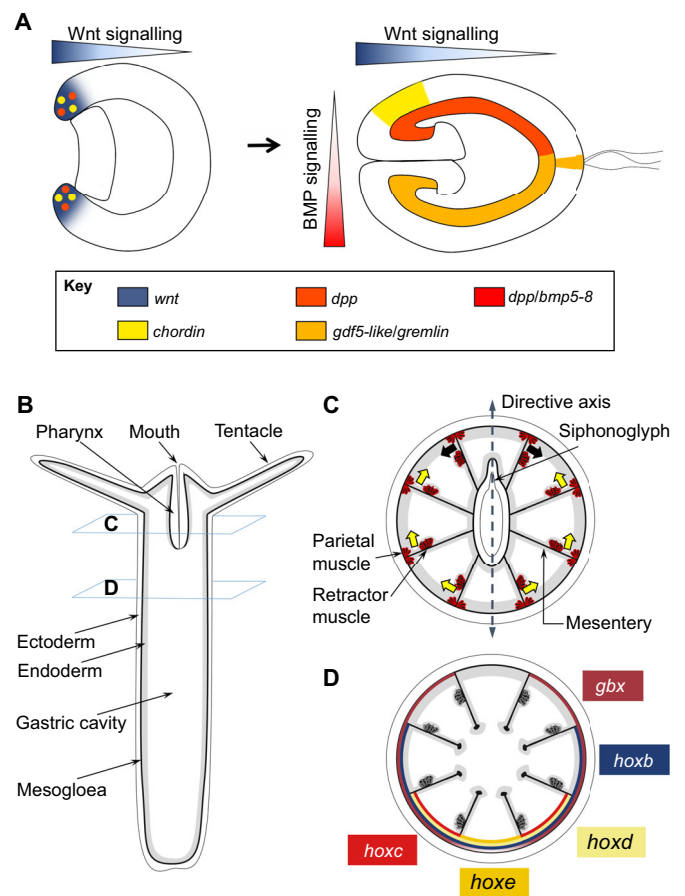 A
Wnt signalling
Wnt signalling
BMP signalling
Key
wnt
dpp
dpp/bmp5-8
chordin
gdf5-like/gremlin
B
Pharynx
Mouth
Tentacle
C
D
Ectoderm
Endoderm
Gastric cavity
Mesogloea
C
Directive axis
Siphonoglyph
Parietal
muscle
Retractor
muscle
Mesentery
D
gbx
hoxb
hoxd
hoxc
hoxe